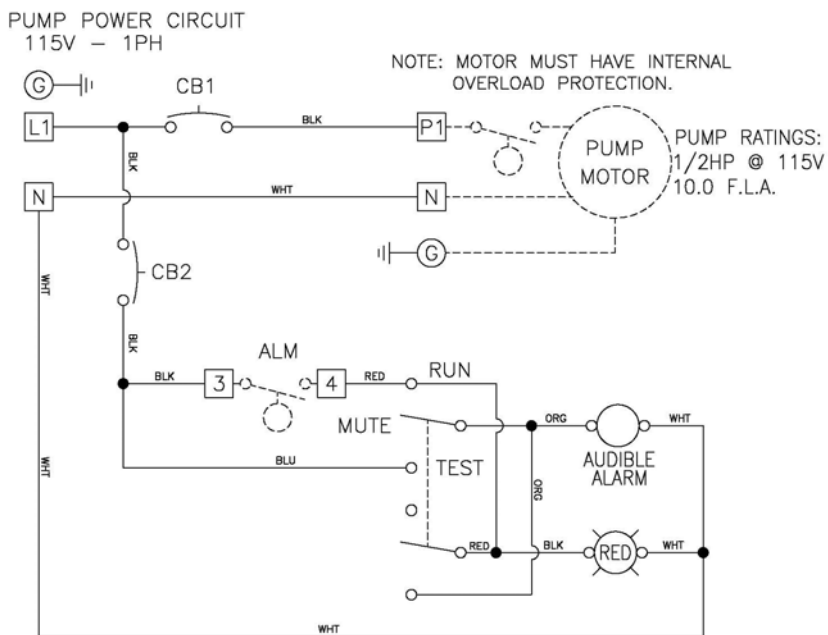 PUMP POWER CIRCUIT
115V - 1PH
NOTE: MOTOR MUST HAVE INTERNAL
OVERLOAD PROTECTION.
G
CB1
L1
BLK
P1
PUMP
MOTOR
PUMP RATINGS:
1/2HP @ 115V
10.0 F.L.A.
BLK
N
WHT
N
G
WHT
CB2
BLK
ALM
BLK
3
4
RED
RUN
MUTE
ORG
WHT
AUDIBLE
ALARM
WHT
BLU
TEST
ORG
RED
BLK
RED
WHT
WHT